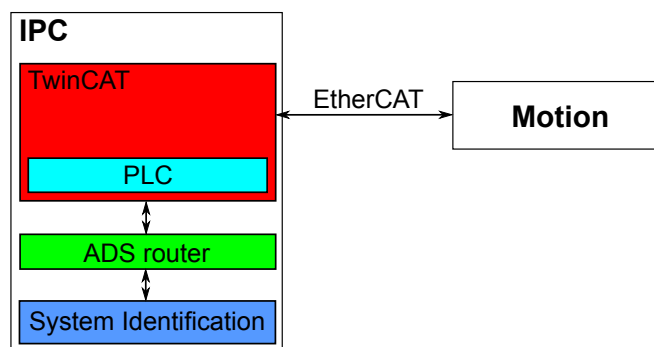 IPC
TwinCAT
EtherCAT
Motion
PLC
ADS router
System Identification